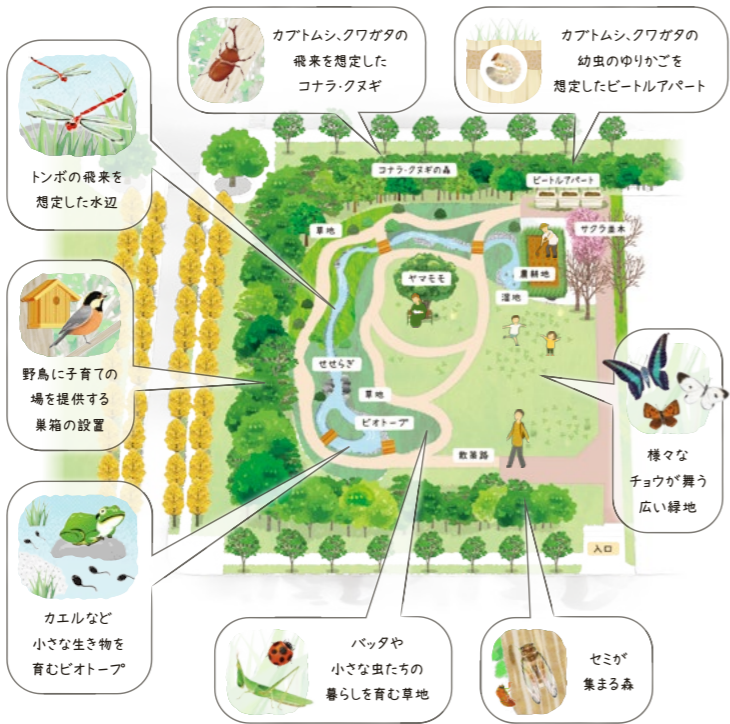 カブトムシ、クワガタの
飛来を想定した
コナラ・クヌギ
カブトムシ、クワガタの
幼虫のゆりかごを
想定したビートルアパート
トンボの飛来を
想定した水辺
コナラ・クヌギの森
ビートルアパート
草地
サクラ並木
農耕地
ヤマモモ
湿地
野鳥に子育ての
場を提供する
巣箱の設置
せせらぎ
草地
ビオトープ
散策路
様々な
チョウが舞う
広い緑地
入口
カエルなど
小さな生き物を
育むビオトープ
バッタや
小さな虫たちの
暮らしを育む草地
セミが
集まる森